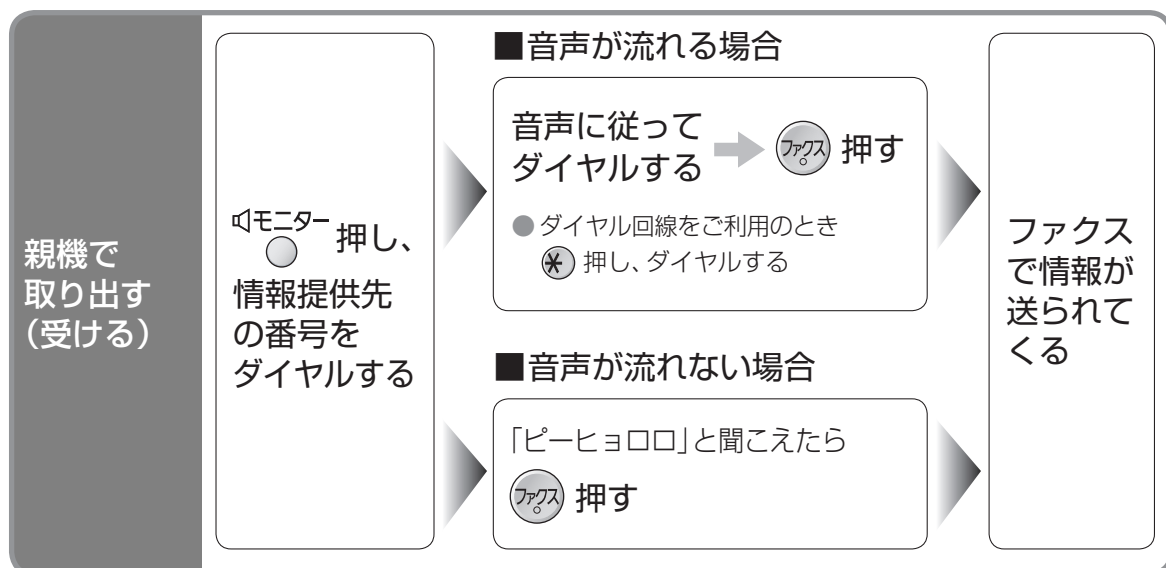 親機で
取り出す
（受ける）
モニター 押し、
情報提供先
の番号を
ダイヤルする
■音声が流れる場合
音声に従って
ダイヤルする
ファクス 押す
●ダイヤル回線をご利用のとき
＊ 押し、ダイヤルする
■音声が流れない場合
「ピーヒョロロ」と聞こえたら
ファクス 押す
ファクス
で情報が
送られて
くる